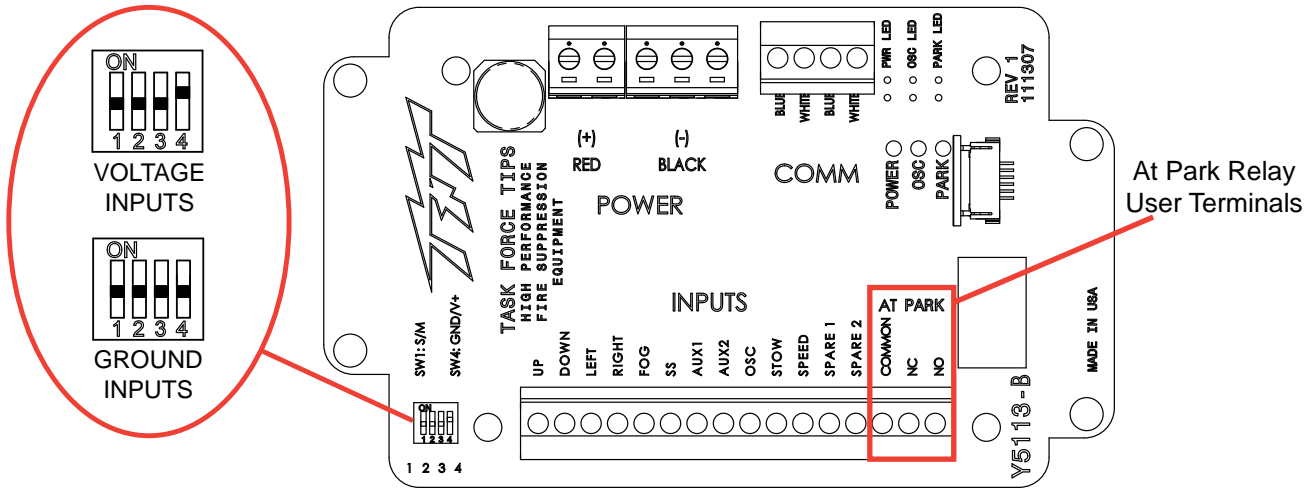 ON
1 2 3 4
VOLTAGE
INPUTS
ON
1 2 3 4
GROUND
INPUTS
TFT
TASK FORCE TIPS
HIGH PERFORMANCE
FIRE SUPPRESSION
EQUIPMENT
(+)
RED
(-)
BLACK
POWER
BLUE
WHITE
BLUE
WHITE
COMM
PWR LED
OSC LED
PARK LED
POWER
OSC
PARK
REV 1
111307
At Park Relay
User Terminals
INPUTS
AT PARK
SW1: S/M
SW4: GND/V+
UP
DOWN
LEFT
RIGHT
FOG
SS
AUX1
AUX2
OSC
STOW
SPEED
SPARE 1
SPARE 2
COMMON
NC
NO
MADE IN USA
Y5113-B
ON
1 2 3 4
1 2 3 4